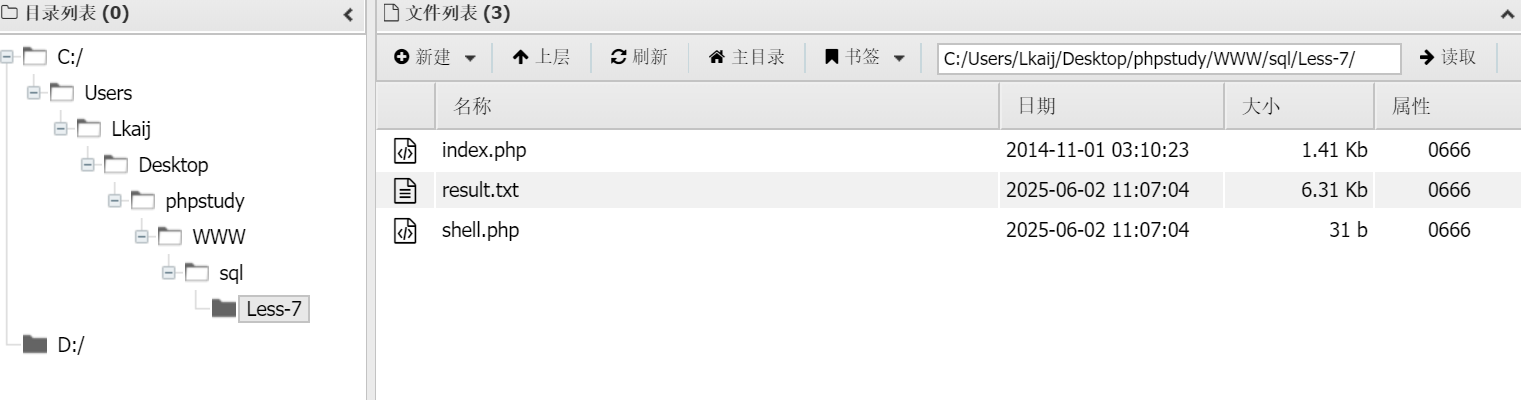 目录列表 (0)
C:/
Users
Lkaij
Desktop
phpstudy
WWW
sql
Less-7
D:/
文件列表 (3)
新建 上层 刷新 主目录 书签 C:/Users/Lkaij/Desktop/phpstudy/WWW/sql/Less-7/ 读取
名称 日期 大小 属性
index.php 2014-11-01 03:10:23 1.41 Kb 0666
result.txt 2025-06-02 11:07:04 6.31 Kb 0666
shell.php 2025-06-02 11:07:04 31 b 0666